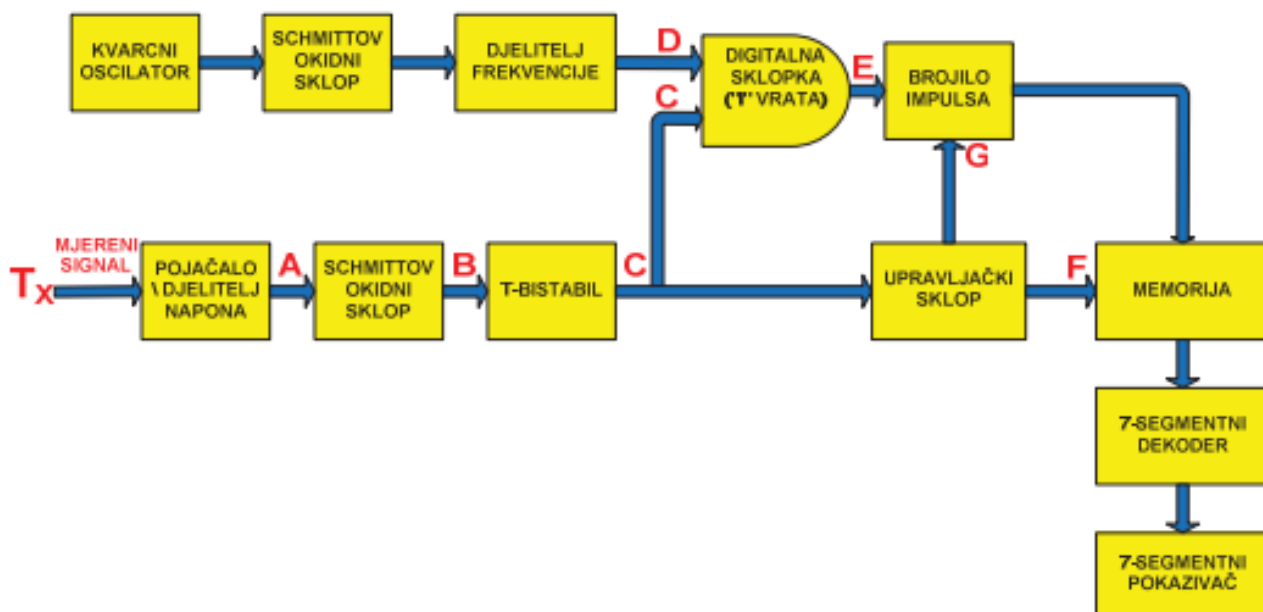 KVARCNI
OSCILATOR
SCHMITTOV
OKIDNI
SKLOP
DJELITELJ
FREKVENCIJE
D
C
DIGITALNA
SKLOPKA
("I" VRATA)
E
BROJILO
IMPULSA
G
MJERENI
SIGNAL
Tx
POJAČALO
\ DJELITELJ
NAPONA
A
SCHMITTOV
OKIDNI
SKLOP
B
T-BISTABIL
C
UPRAVLJAČKI
SKLOP
F
MEMORIJA
7-SEGMENTNI
DEKODER
7-SEGMENTNI
POKAZIVAČ